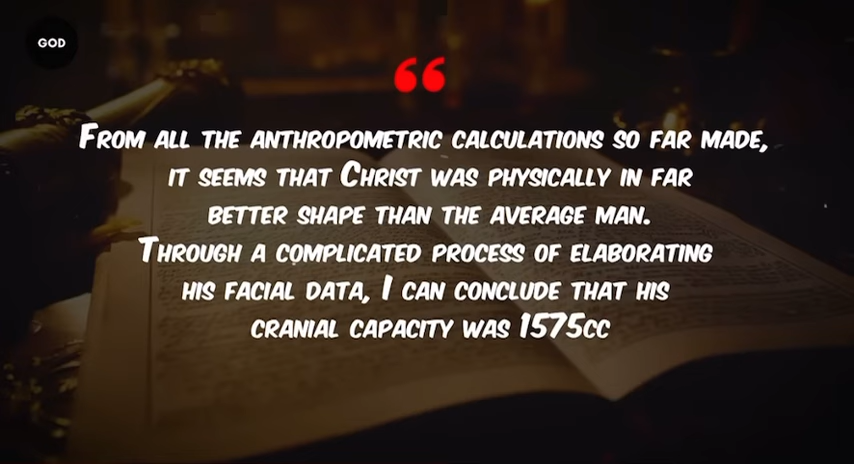 GOD
“
From all the anthropometric calculations so far made,
it seems that Christ was physically in far
better shape than the average man.
Through a complicated process of elaborating
his facial data, I can conclude that his
cranial capacity was 1575cc